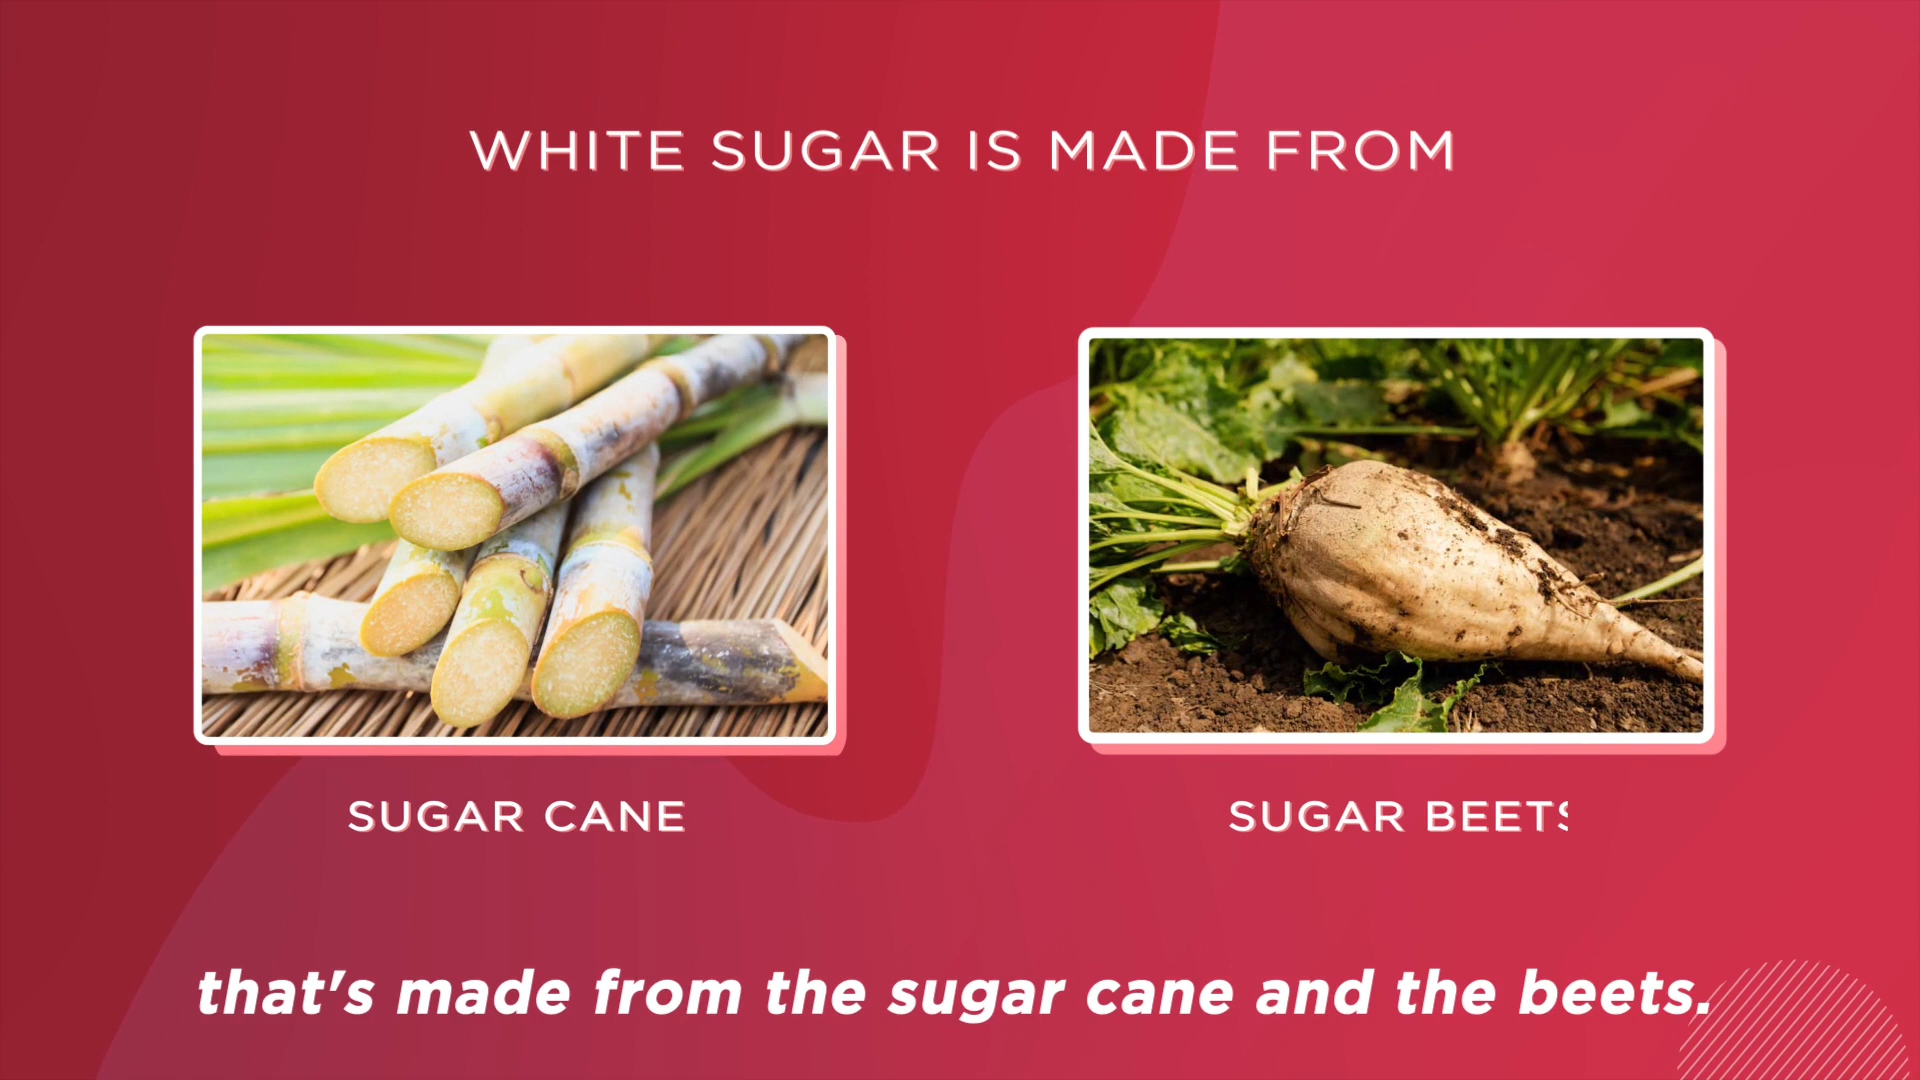 WHITE SUGAR IS MADE FROM
SUGAR CANE
SUGAR BEETS
that's made from the sugar cane and the beets.